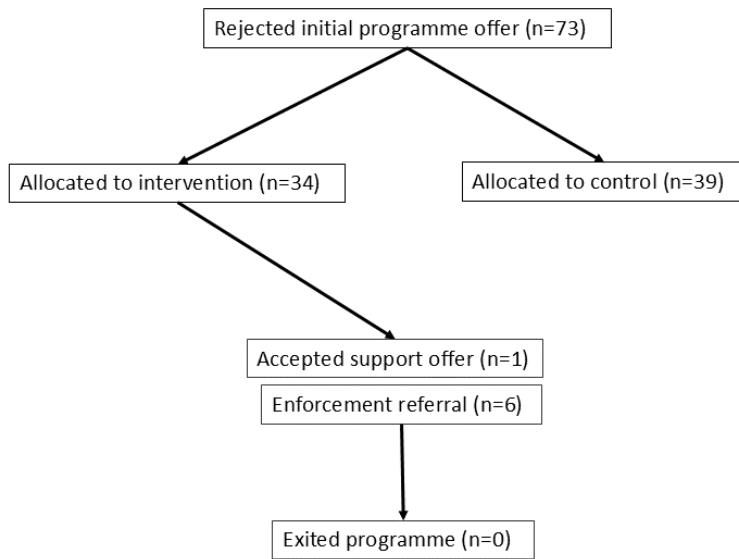 Rejected initial programme offer (n=73)
Allocated to intervention (n=34)
Allocated to control (n=39)
Accepted support offer (n=1)
Enforcement referral (n=6)
Exited programme (n=0)